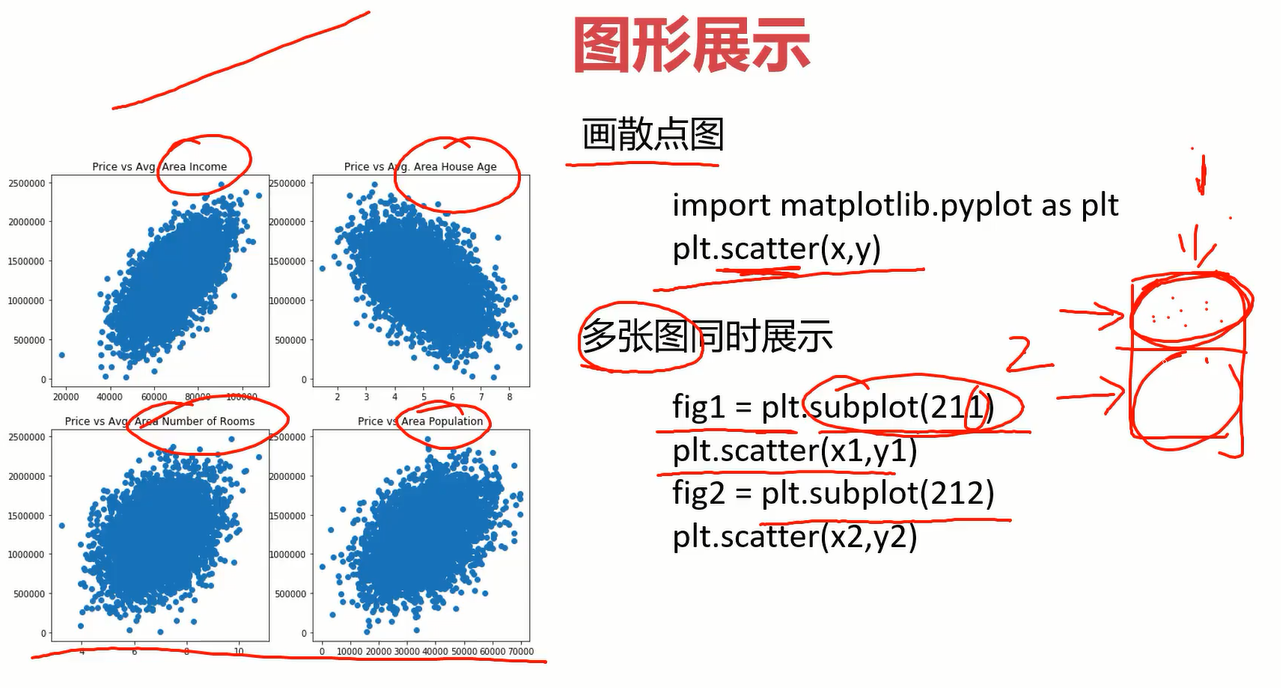 图形展示
Price vs Avg. Area Income
2500000
2000000
1500000
1000000
500000
0
20000 40000 60000 80000 100000
Price vs Avg. Area House Age
2500000
2000000
1500000
1000000
500000
0
2 3 4 5 6 7 8
Price vs Avg. Area Number of Rooms
2500000
2000000
1500000
1000000
500000
0
4 6 8 10
Price vs Area Population
2500000
2000000
1500000
1000000
500000
0
0 10000 20000 30000 40000 50000 60000 70000
画散点图
import matplotlib.pyplot as plt
plt.scatter(x,y)
多张图同时展示
2
fig1 = plt.subplot(211)
plt.scatter(x1,y1)
fig2 = plt.subplot(212)
plt.scatter(x2,y2)